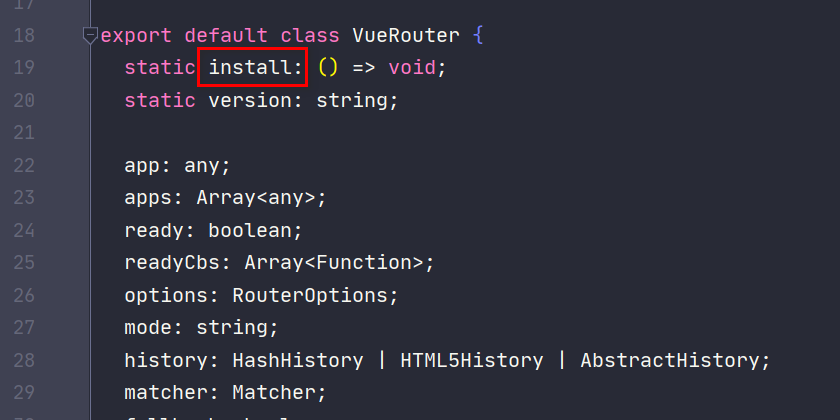 17
18 export default class VueRouter {
19 static install: () => void;
20 static version: string;
21
22 app: any;
23 apps: Array<any>;
24 ready: boolean;
25 readyCbs: Array<Function>;
26 options: RouterOptions;
27 mode: string;
28 history: HashHistory | HTML5History | AbstractHistory;
29 matcher: Matcher;